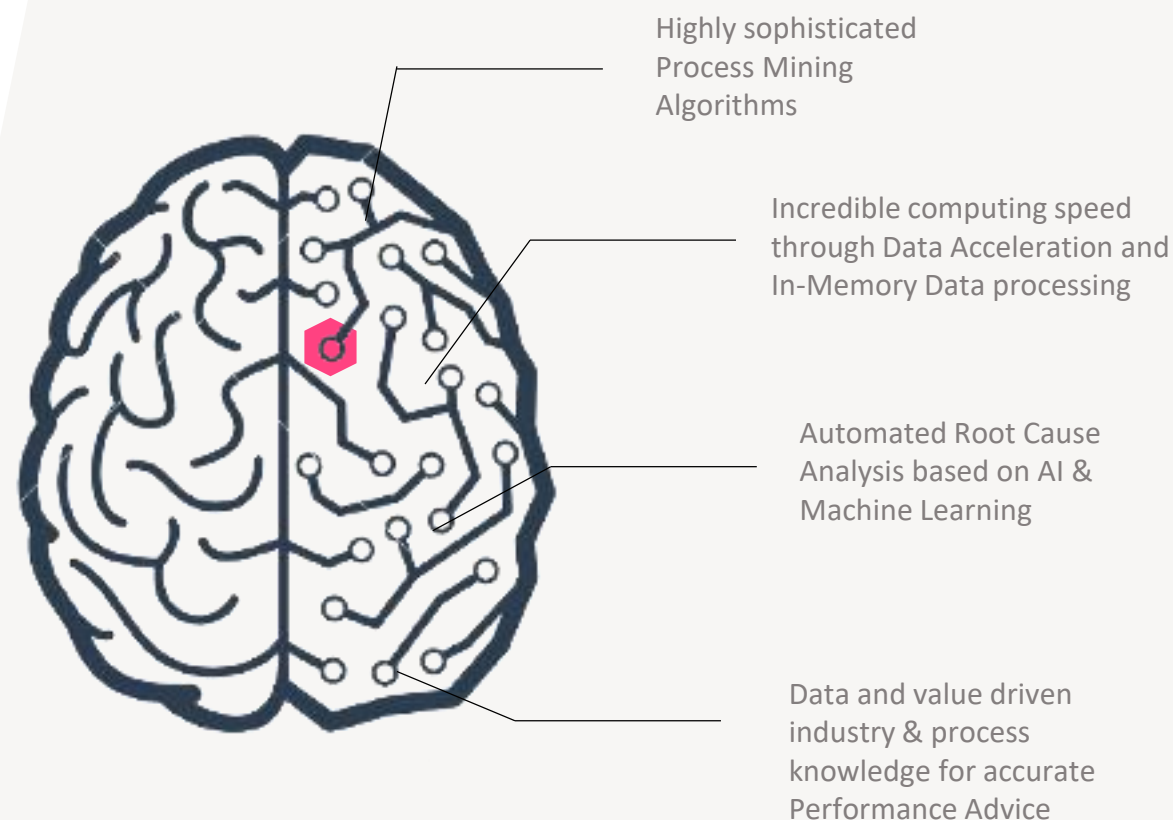 Highly sophisticated
Process Mining
Algorithms
Incredible computing speed
through Data Acceleration and
In-Memory Data processing
Automated Root Cause
Analysis based on AI &
Machine Learning
Data and value driven
industry & process
knowledge for accurate
Performance Advice